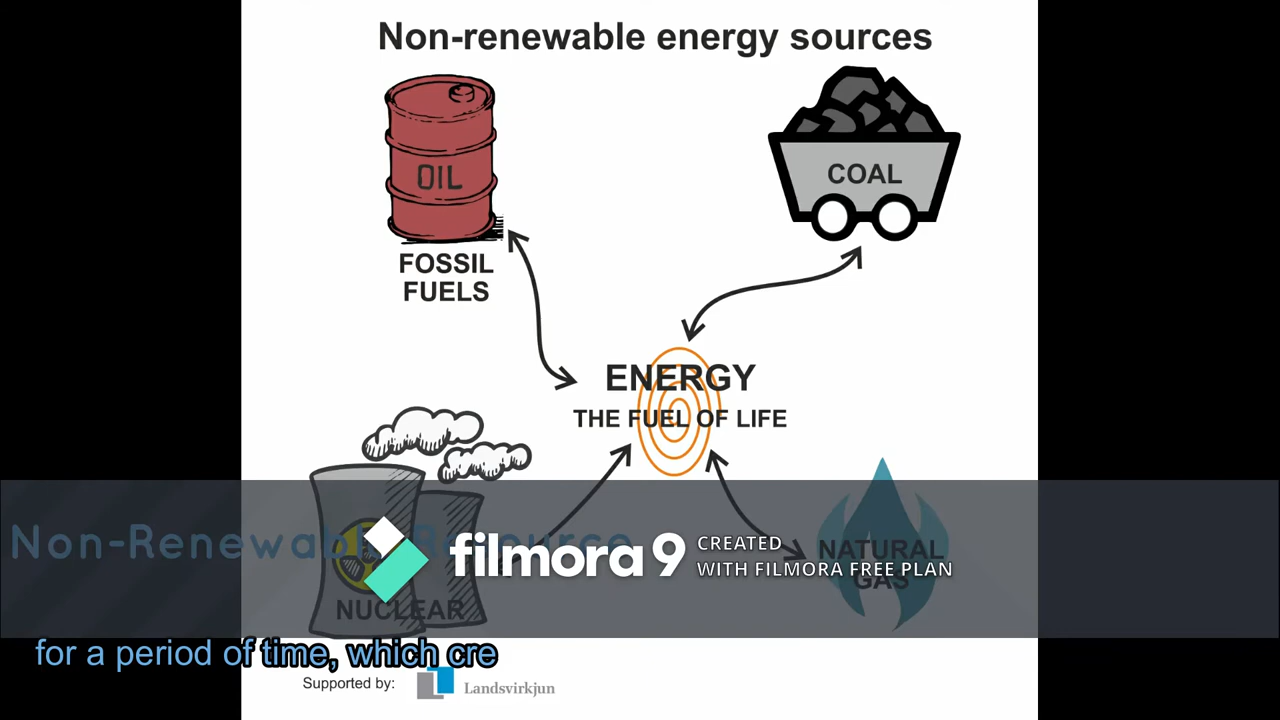 Non-renewable energy sources
OIL
COAL
FOSSIL
FUELS
ENERGY
THE FUEL OF LIFE
Non-Renewable Resource
filmora 9
CREATED
WITH FILMORA FREE PLAN
NATURAL
GAS
NUCLEAR
for a period of time, which cre
Supported by:
Landsvirkjun